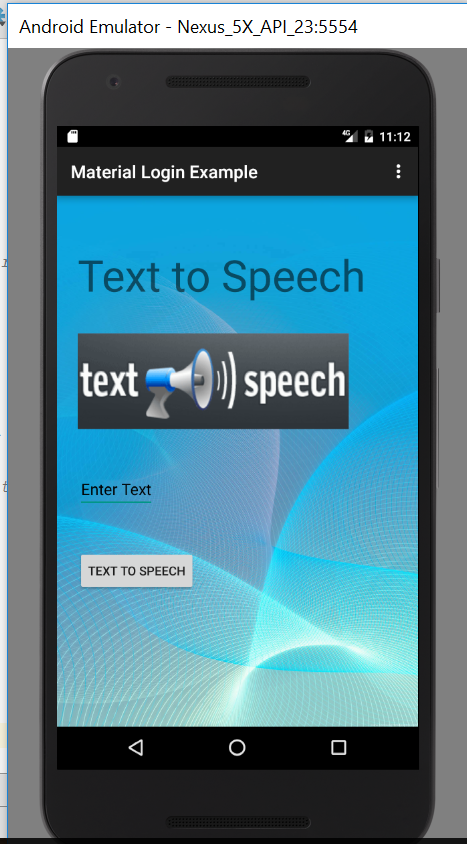 Android Emulator - Nexus_5X_API_23:5554
4G 11:12
Material Login Example
Text to Speech
text speech
Enter Text
TEXT TO SPEECH